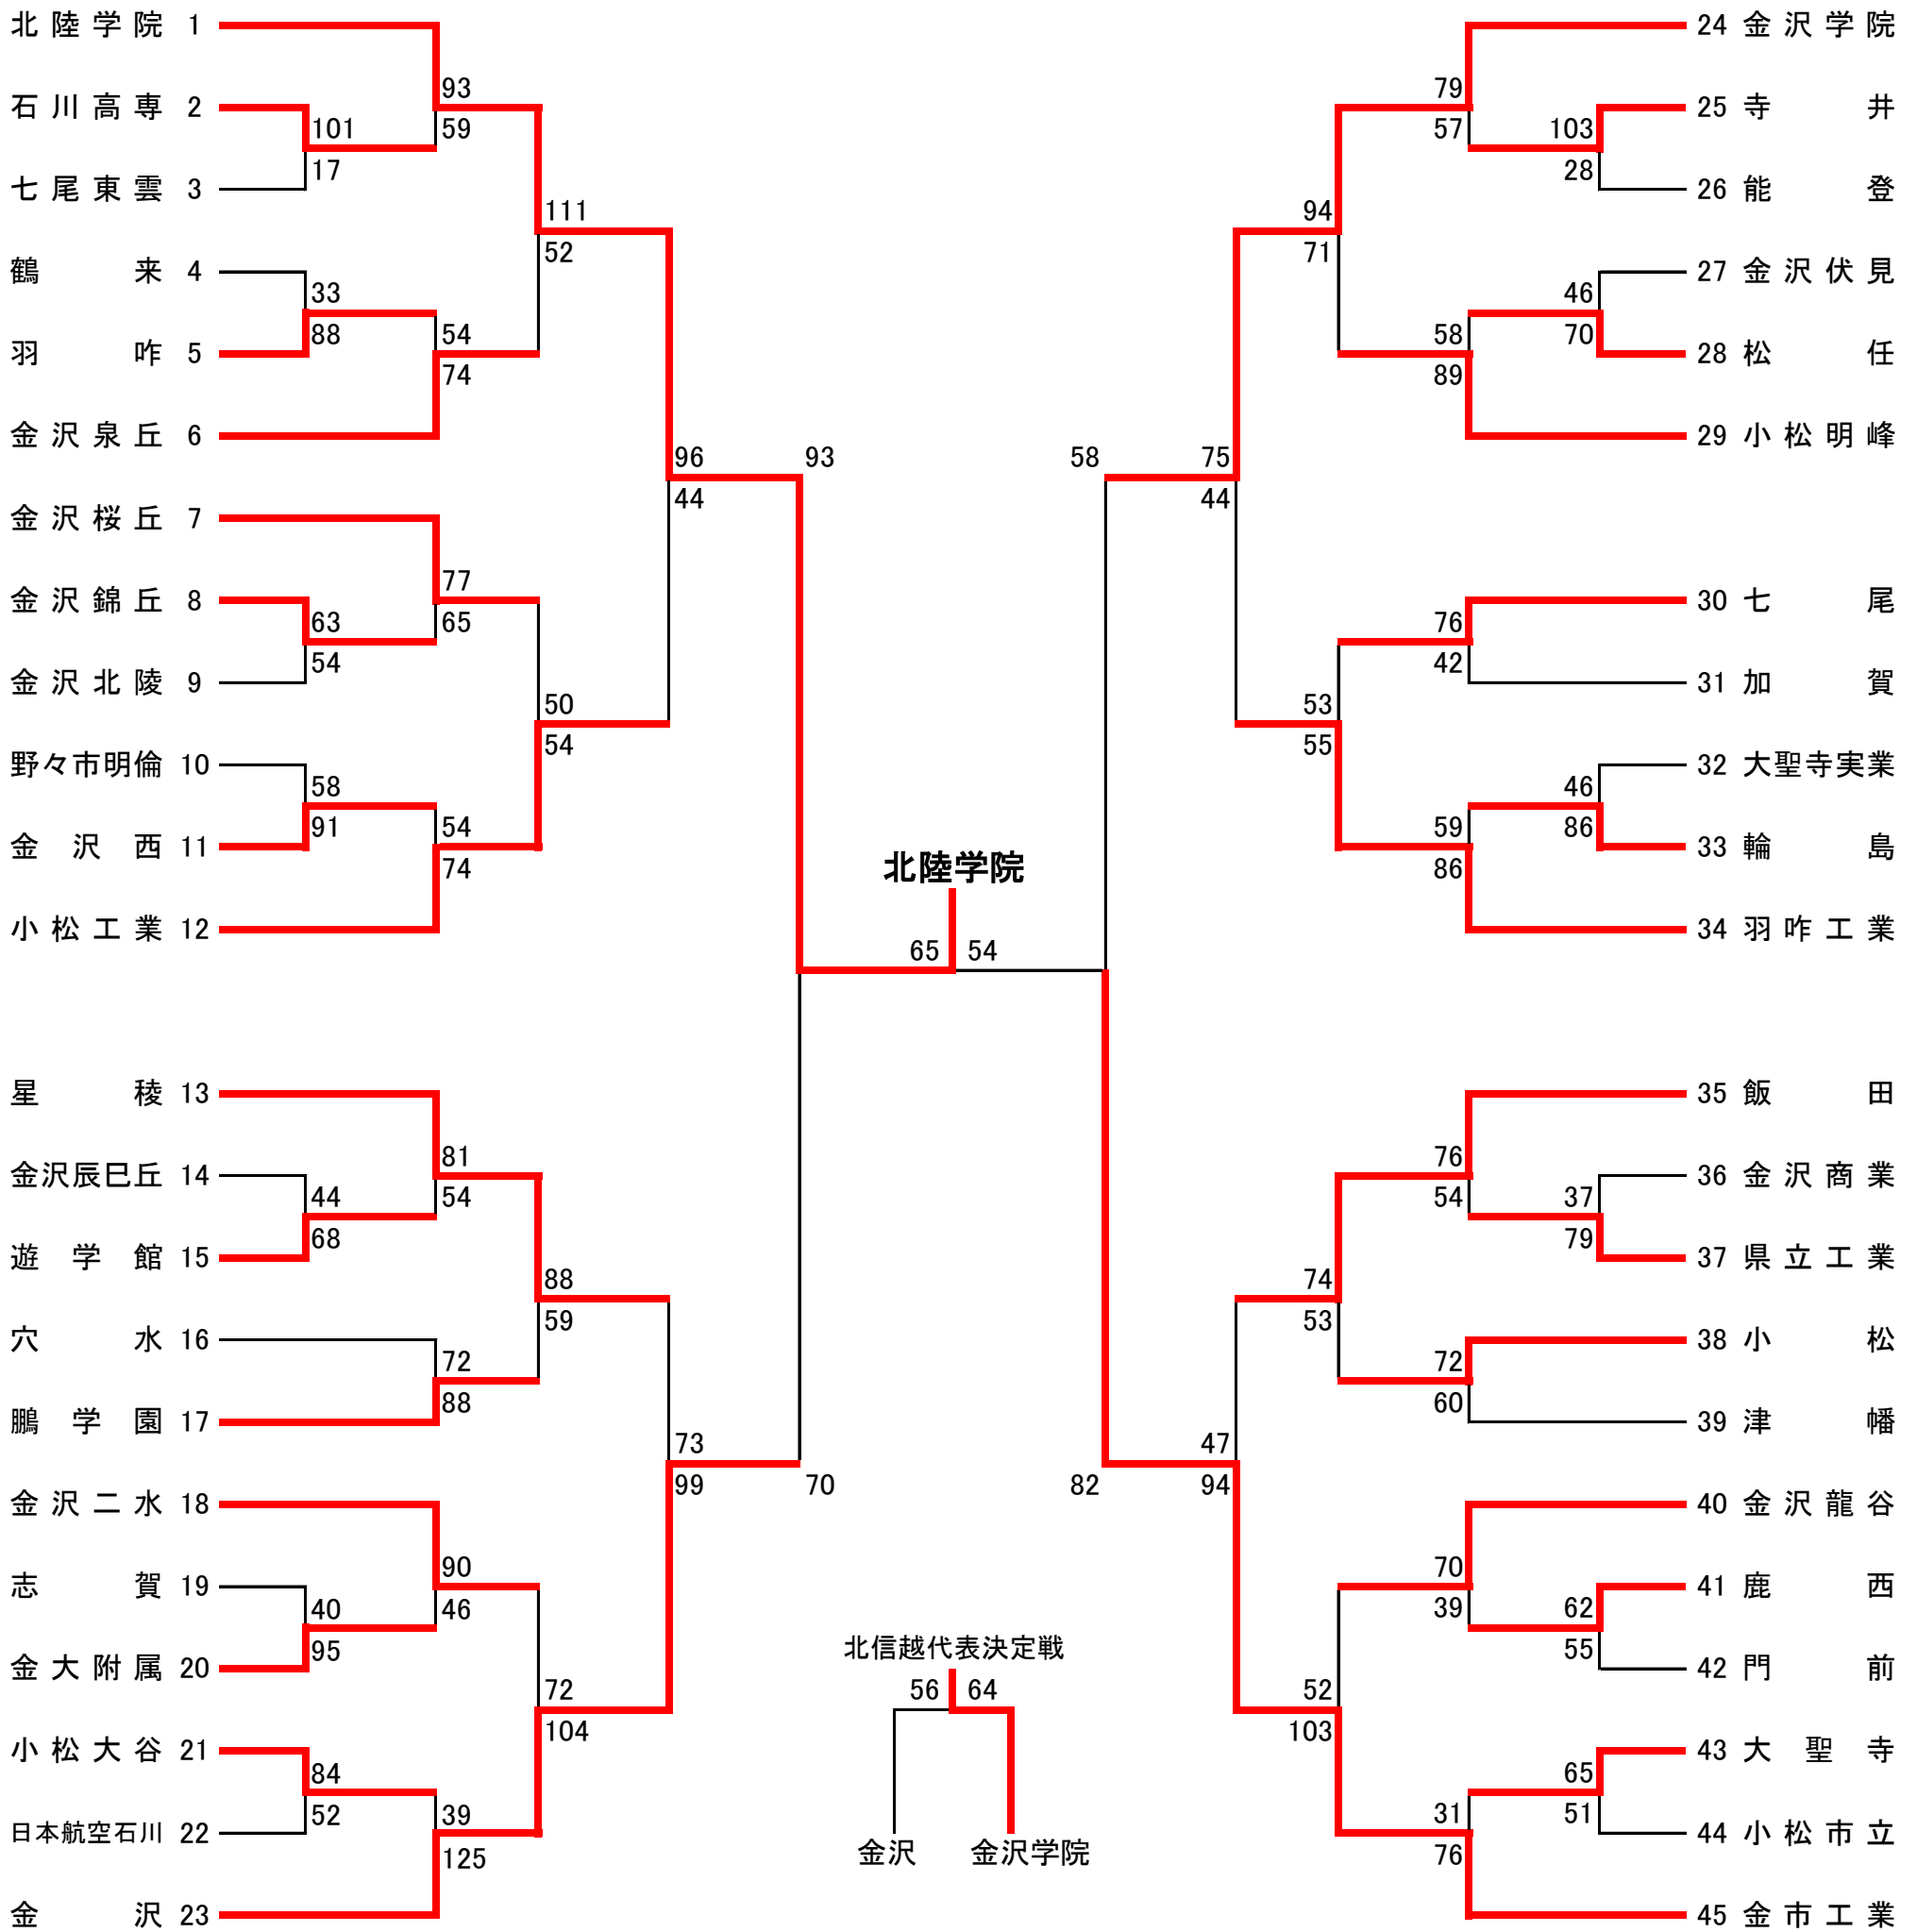 北陸学院 1
93
石川高専 2
101
59
17
七尾東雲 3
111
52
鶴来 4
33
88
54
羽咋 5
74
金沢泉丘 6
96
93
44
金沢桜丘 7
77
金沢錦丘 8
63
65
54
金沢北陵 9
50
54
野々市明倫 10
58
91
54
金沢西 11
74
小松工業 12
星稜 13
81
金沢辰巳丘 14
44
54
68
遊学館 15
88
59
穴水 16
72
88
鵬学園 17
73
99
70
金沢二水 18
90
志賀 19
40
46
95
金大附属 20
72
104
小松大谷 21
84
52
39
日本航空石川 22
125
金沢 23
北陸学院
65 54
北信越代表決定戦
56 64
金沢 金沢学院
24 金沢学院
79
25 寺井
57
103
28
26 能登
94
71
27 金沢伏見
46
58
70
28 松任
89
29 小松明峰
58
75
44
30 七尾
76
42
31 加賀
53
55
32 大聖寺実業
46
59
86
33 輪島
86
34 羽咋工業
35 飯田
76
36 金沢商業
54
37
79
37 県立工業
74
53
38 小松
72
60
39 津幡
47
82
94
40 金沢龍谷
70
41 鹿西
39
62
55
42 門前
52
103
43 大聖寺
65
31
51
44 小松市立
76
45 金市工業